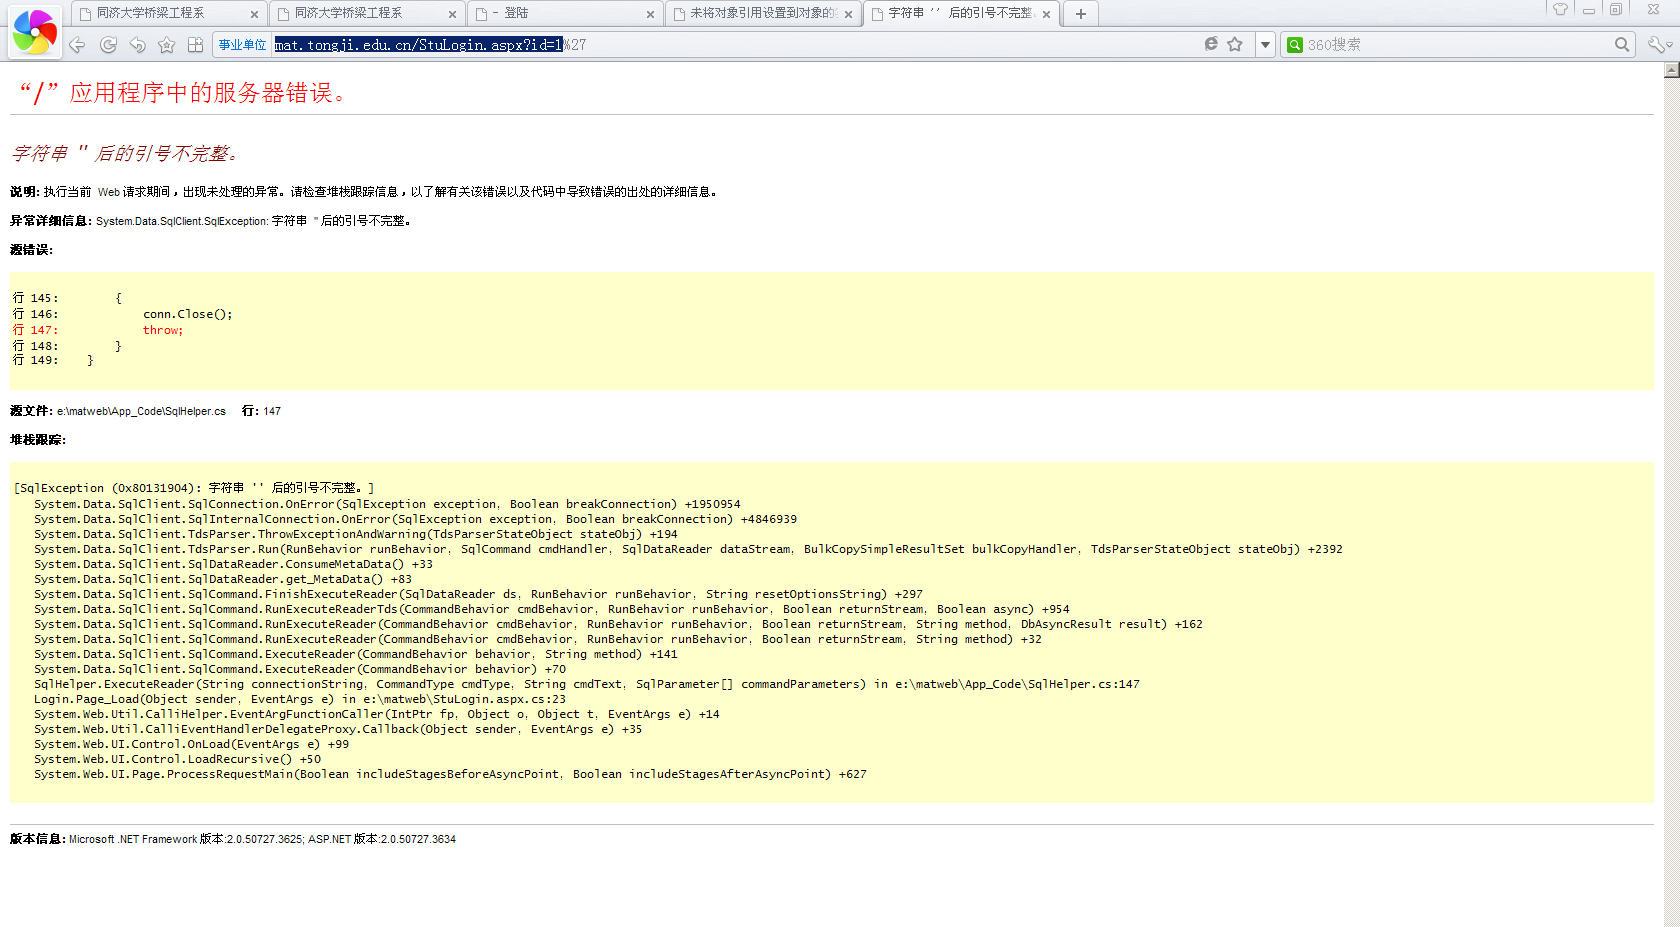 同济大学桥梁工程系
同济大学桥梁工程系
- 登陆
未将对象引用设置到对象的
字符串 '' 后的引号不完整
事业单位 mat.tongji.edu.cn/StuLogin.aspx?id=1%27
360搜索
“/”应用程序中的服务器错误。
字符串 '' 后的引号不完整。
说明: 执行当前 Web 请求期间，出现未处理的异常。请检查堆栈跟踪信息，以了解有关该错误以及代码中导致错误的出处的详细信息。
异常详细信息: System.Data.SqlClient.SqlException: 字符串 '' 后的引号不完整。
源错误:
行 145:        {
行 146:            conn.Close();
行 147:            throw;
行 148:        }
行 149:    }
源文件: e:\matweb\App_Code\SqlHelper.cs    行: 147
堆栈跟踪:
[SqlException (0x80131904): 字符串 '' 后的引号不完整。]
System.Data.SqlClient.SqlConnection.OnError(SqlException exception, Boolean breakConnection) +1950954
System.Data.SqlClient.SqlInternalConnection.OnError(SqlException exception, Boolean breakConnection) +4846939
System.Data.SqlClient.TdsParser.ThrowExceptionAndWarning(TdsParserStateObject stateObj) +194
System.Data.SqlClient.TdsParser.Run(RunBehavior runBehavior, SqlCommand cmdHandler, SqlDataReader dataStream, BulkCopySimpleResultSet bulkCopyHandler, TdsParserStateObject stateObj) +2392
System.Data.SqlClient.SqlDataReader.ConsumeMetaData() +33
System.Data.SqlClient.SqlDataReader.get_MetaData() +83
System.Data.SqlClient.SqlCommand.FinishExecuteReader(SqlDataReader ds, RunBehavior runBehavior, String resetOptionsString) +297
System.Data.SqlClient.SqlCommand.RunExecuteReaderTds(CommandBehavior cmdBehavior, RunBehavior runBehavior, Boolean returnStream, Boolean async) +954
System.Data.SqlClient.SqlCommand.RunExecuteReader(CommandBehavior cmdBehavior, RunBehavior runBehavior, Boolean returnStream, String method, DbAsyncResult result) +162
System.Data.SqlClient.SqlCommand.RunExecuteReader(CommandBehavior cmdBehavior, RunBehavior runBehavior, Boolean returnStream, String method) +32
System.Data.SqlClient.SqlCommand.ExecuteReader(CommandBehavior behavior, String method) +141
System.Data.SqlClient.SqlCommand.ExecuteReader(CommandBehavior behavior) +70
SqlHelper.ExecuteReader(String connectionString, CommandType cmdType, String cmdText, SqlParameter[] commandParameters) in e:\matweb\App_Code\SqlHelper.cs:147
Login.Page_Load(Object sender, EventArgs e) in e:\matweb\StuLogin.aspx.cs:23
System.Web.Util.CalliHelper.EventArgFunctionCaller(IntPtr fp, Object o, Object t, EventArgs e) +14
System.Web.Util.CalliEventHandlerDelegateProxy.Callback(Object sender, EventArgs e) +35
System.Web.UI.Control.OnLoad(EventArgs e) +99
System.Web.UI.Control.LoadRecursive() +50
System.Web.UI.Page.ProcessRequestMain(Boolean includeStagesBeforeAsyncPoint, Boolean includeStagesAfterAsyncPoint) +627
版本信息: Microsoft .NET Framework 版本:2.0.50727.3625; ASP.NET 版本:2.0.50727.3634